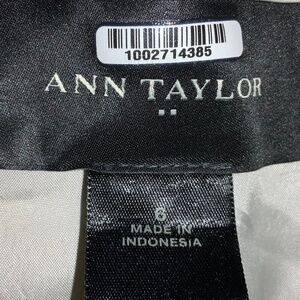 1002714385
ANN TAYLOR
6
MADE IN
INDONESIA